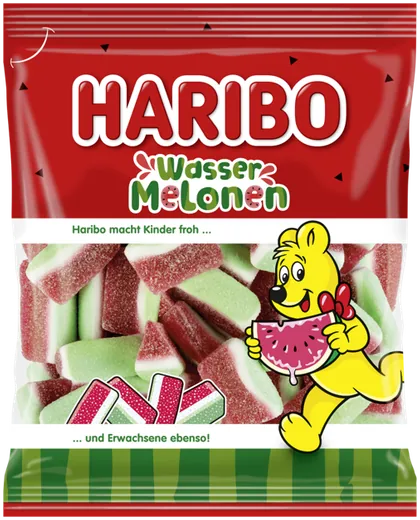 HARIBO
Wasser
Melonen
Haribo macht Kinder froh ...
... und Erwachsene ebenso!